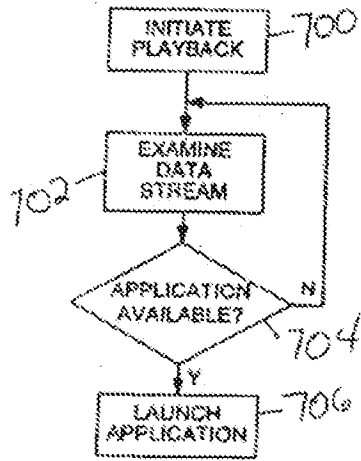 INITIATE
PLAYBACK
700
EXAMINE
DATA
STREAM
702
APPLICATION
AVAILABLE?
N
704
Y
LAUNCH
APPLICATION
706